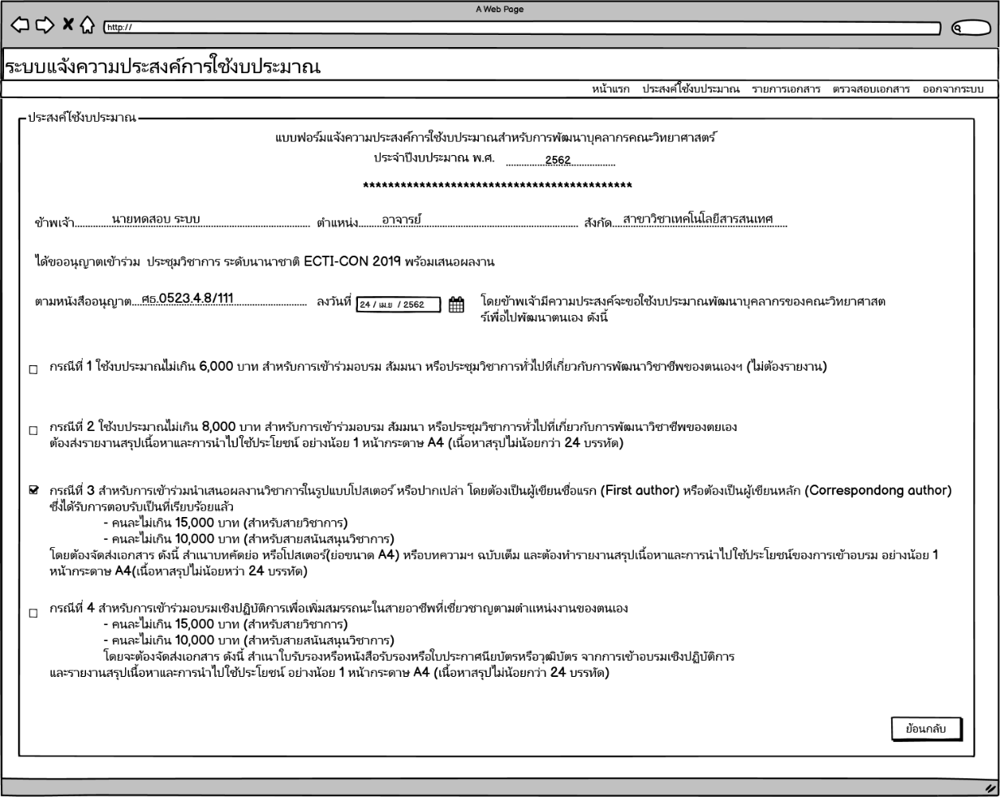 A Web Page
http://
ระบบแจ้งความประสงค์การใช้งบประมาณ
หน้าแรก ประสงค์ใช้งบประมาณ รายการเอกสาร ตรวจสอบเอกสาร ออกจากระบบ
ประสงค์ใช้งบประมาณ
แบบฟอร์มแจ้งความประสงค์การใช้งบประมาณสำหรับการพัฒนาบุคลากรคณะวิทยาศาสตร์
ประจำปีงบประมาณ พ.ศ. 2562
*******************************************
ข้าพเจ้า นายทดสอบ ระบบ ตำแหน่ง อาจารย์ สังกัด สาขาวิชาเทคโนโลยีสารสนเทศ
ได้ขออนุญาตเข้าร่วม ประชุมวิชาการ ระดับนานาชาติ ECTI-CON 2019 พร้อมเสนอผลงาน
ตามหนังสืออนุญาต ศธ.0523.4.8/111 ลงวันที่ 24 / เม.ย / 2562 โดยข้าพเจ้ามีความประสงค์จะขอใช้งบประมาณพัฒนาบุคลากรของคณะวิทยาศาสต
ร์เพื่อไปพัฒนาตนเอง ดังนี้
กรณีที่ 1 ใช้งบประมาณไม่เกิน 6,000 บาท สำหรับการเข้าร่วมอบรม สัมมนา หรือประชุมวิชาการทั่วไปที่เกี่ยวกับการพัฒนาวิชาชีพของตนเองฯ (ไม่ต้องรายงาน)
กรณีที่ 2 ใช้งบประมาณไม่เกิน 8,000 บาท สำหรับการเข้าร่วมอบรม สัมมนา หรือประชุมวิชาการทั่วไปที่เกี่ยวกับการพัฒนาวิชาชีพของตยเอง
ต้องส่งรายงานสรุปเนื้อหาและการนำไปใช้ประโยชน์ อย่างน้อย 1 หน้ากระดาษ A4 (เนื้อหาสรุปไม่น้อยกว่า 24 บรรทัด)
กรณีที่ 3 สำหรับการเข้าร่วมนำเสนอผลงานวิชาการในรูปแบบโปสเตอร์ หรือปากเปล่า โดยต้องเป็นผู้เขียนชื่อแรก (First author) หรือต้องเป็นผู้เขียนหลัก (Correspondong author)
ซึ่งได้รับการตอบรับเป็นที่เรียบร้อยแล้ว
- คนละไม่เกิน 15,000 บาท (สำหรับสายวิชาการ)
- คนละไม่เกิน 10,000 บาท (สำหรับสายสนันสนุนวิชาการ)
โดยต้องจัดส่งเอกสาร ดังนี้ สำเนาบทคัดย่อ หรือโปสเตอร์(ย่อขนาด A4) หรือบทความฯ ฉบับเต็ม และต้องทำรายงานสรุปเนื้อหาและการนำไปใช้ประโยชน์ของการเข้าอบรม อย่างน้อย 1
หน้ากระดาษ A4(เนื้อหาสรุปไม่น้อยหว่า 24 บรรทัด)
กรณีที่ 4 สำหรับการเข้าร่วมอบรมเชิงปฏิบัติการเพื่อเพิ่มสมรรถนะในสายอาชีพที่เชี่ยวชาญตามตำแหน่งงานของตนเอง
- คนละไม่เกิน 15,000 บาท (สำหรับสายวิชาการ)
- คนละไม่เกิน 10,000 บาท (สำหรับสายสนันสนุนวิชาการ)
โดยจะต้องจัดส่งเอกสาร ดังนี้ สำเนาใบรับรองหรือหนังสือรับรองหรือใบประกาศนียบัตรหรือวุฒิบัตร จากการเข้าอบรมเชิงปฏิบัติการ
และรายงานสรุปเนื้อหาและการนำไปใช้ประโยชน์ อย่างน้อย 1 หน้ากระดาษ A4 (เนื้อหาสรุปไม่น้อยกว่า 24 บรรทัด)
ย้อนกลับ